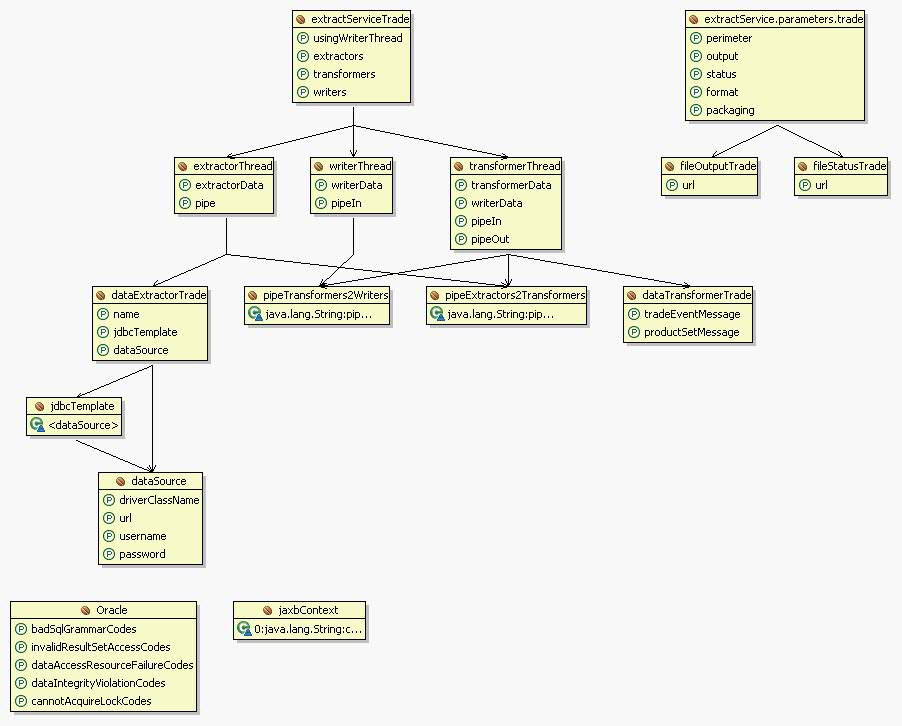 extractServiceTrade
usingWriterThread
extractors
transformers
writers
extractService.parameters.trade
perimeter
output
status
format
packaging
extractorThread
extractorData
pipe
writerThread
writerData
pipeIn
transformerThread
transformerData
writerData
pipeIn
pipeOut
fileOutputTrade
url
fileStatusTrade
url
dataExtractorTrade
name
jdbcTemplate
dataSource
pipeTransformers2Writers
java.lang.String:pip...
pipeExtractors2Transformers
java.lang.String:pip...
dataTransformerTrade
tradeEventMessage
productSetMessage
jdbcTemplate
<dataSource>
dataSource
driverClassName
url
username
password
Oracle
badSqlGrammarCodes
invalidResultSetAccessCodes
dataAccessResourceFailureCodes
dataIntegrityViolationCodes
cannotAcquireLockCodes
jaxbContext
0:java.lang.String:c...